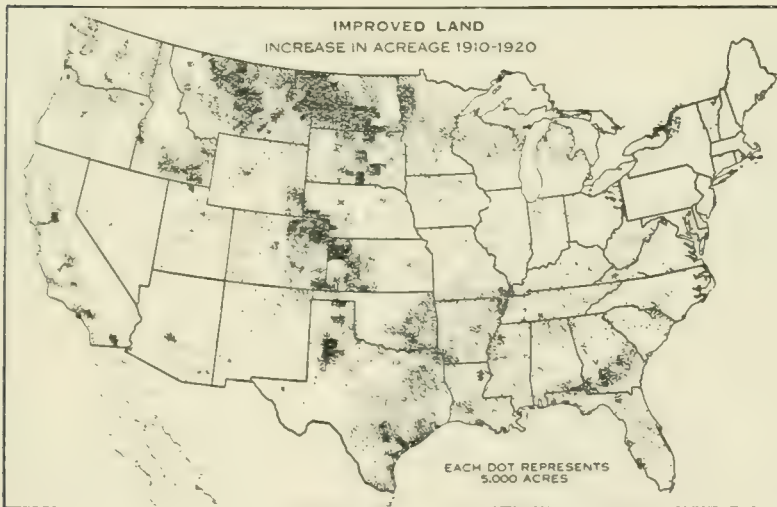 IMPROVED LAND
INCREASE IN ACREAGE 1910-1920
EACH DOT REPRESENTS
5,000 ACRES